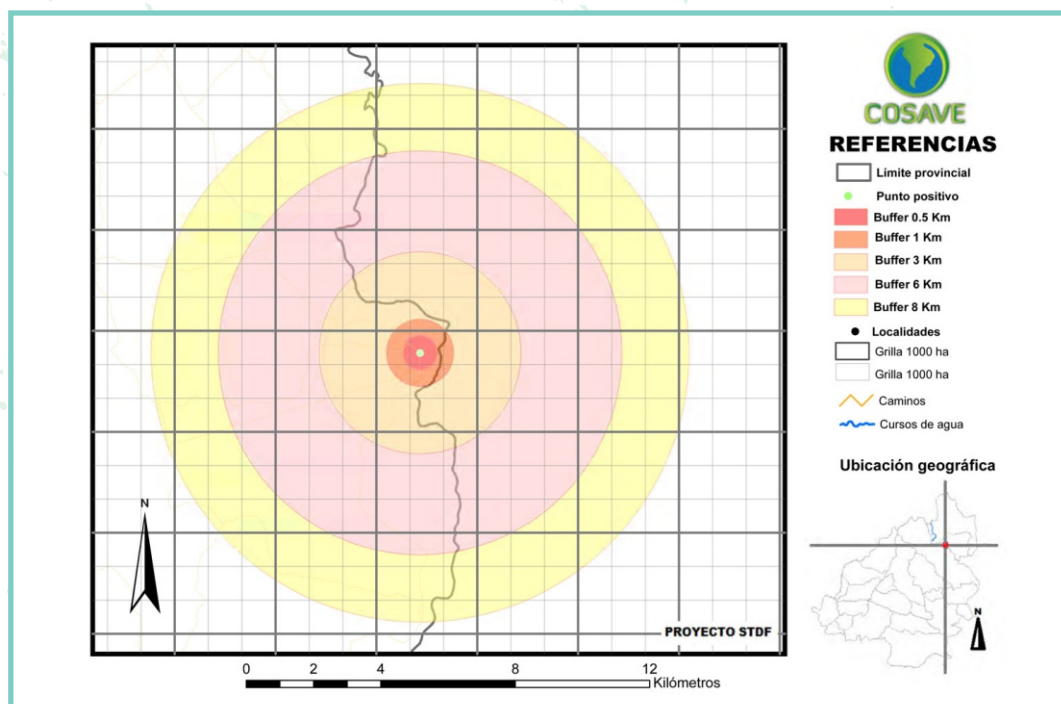 COSAVE
REFERENCIAS
Limite provincial
Punto positivo
Buffer 0.5 Km
Buffer 1 Km
Buffer 3 Km
Buffer 6 Km
Buffer 8 Km
Localidades
Grilla 1000 ha
Grilla 1000 ha
Caminos
Cursos de agua
Ubicación geográfica
N
N
PROYECTO STDF
0 2 4 8 12
Kilómetros